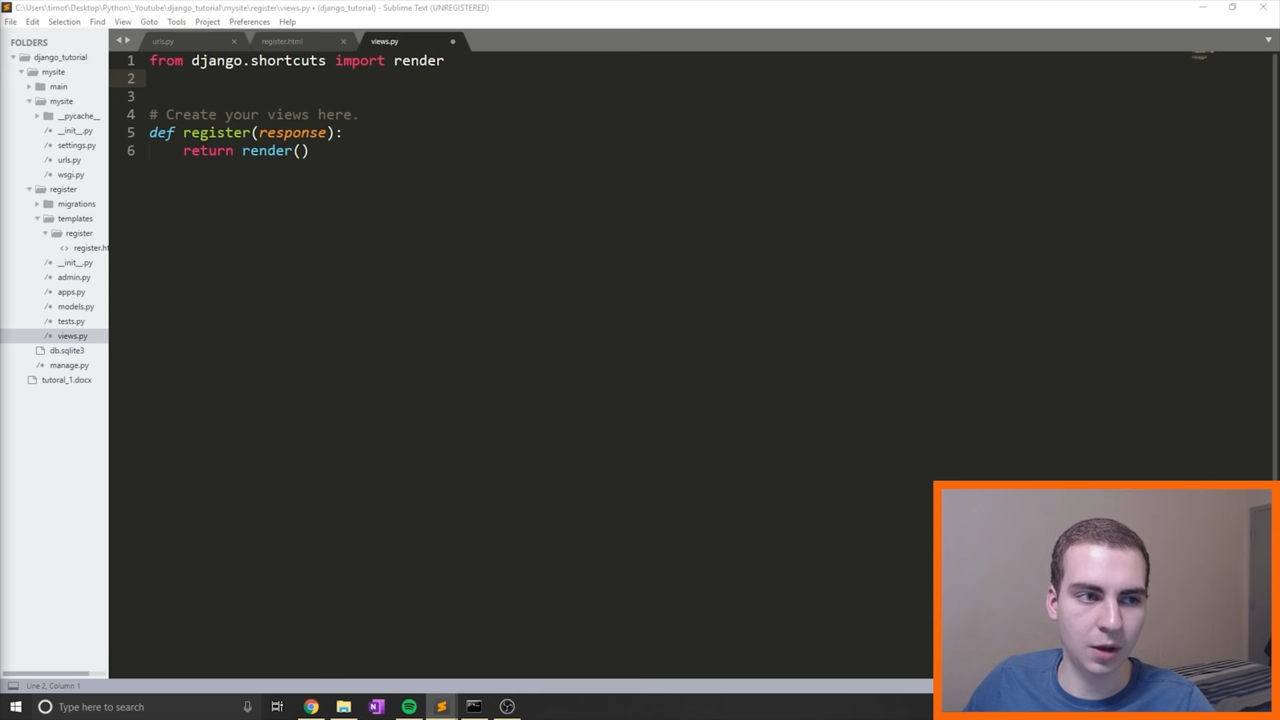 C:\Users\timot\Desktop\Python\_Youtube\django_tutorial\mysite\register\views.py • (django_tutorial) - Sublime Text (UNREGISTERED)
File Edit Selection Find View Goto Tools Project Preferences Help
FOLDERS
django_tutorial
mysite
main
mysite
__pycache__
__init__.py
settings.py
urls.py
wsgi.py
register
migrations
templates
register
register.ht
__init__.py
admin.py
apps.py
models.py
tests.py
views.py
db.sqlite3
manage.py
tutoral_1.docx
urls.py register.html views.py
1 from django.shortcuts import render
2
3
4 # Create your views here.
5 def register(response):
6 return render()
Line 2, Column 1
Type here to search